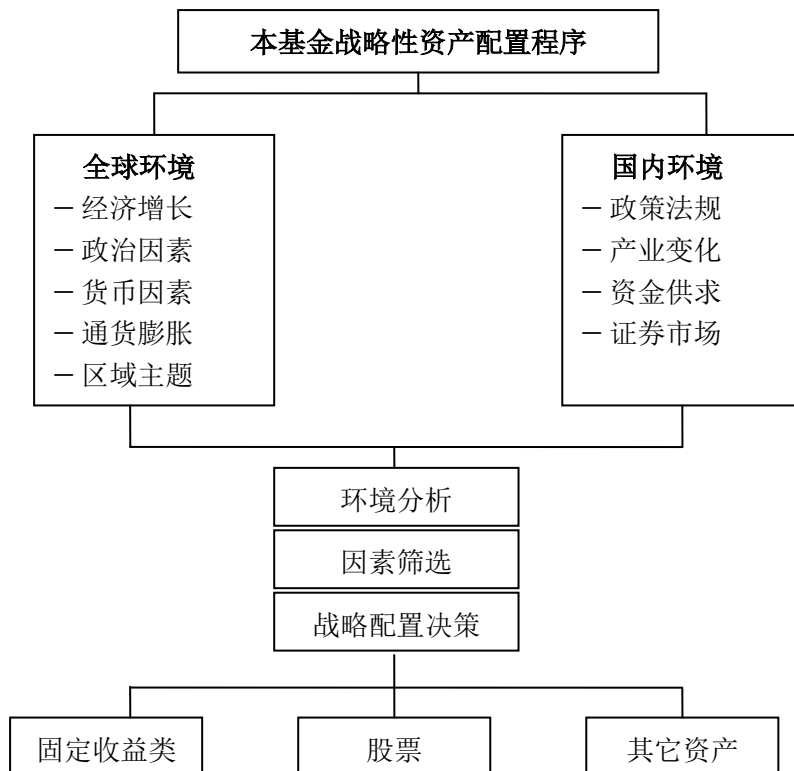 本基金战略性资产配置程序
全球环境
－ 经济增长
－ 政治因素
－ 货币因素
－ 通货膨胀
－ 区域主题
国内环境
－ 政策法规
－ 产业变化
－ 资金供求
－ 证券市场
环境分析
因素筛选
战略配置决策
固定收益类
股票
其它资产